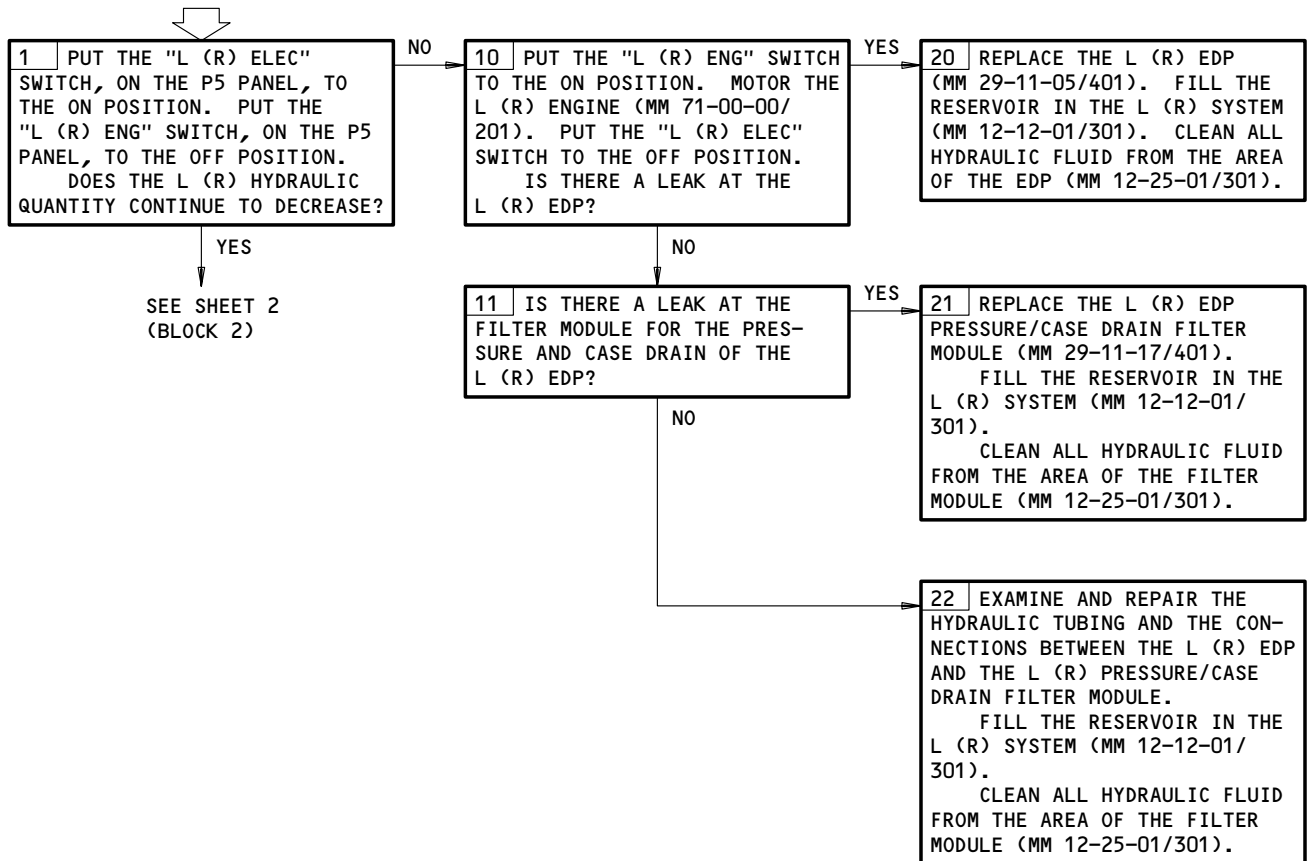 1 PUT THE "L (R) ELEC"
SWITCH, ON THE P5 PANEL, TO
THE ON POSITION. PUT THE
"L (R) ENG" SWITCH, ON THE P5
PANEL, TO THE OFF POSITION.
DOES THE L (R) HYDRAULIC
QUANTITY CONTINUE TO DECREASE?
NO
YES
SEE SHEET 2
(BLOCK 2)
10 PUT THE "L (R) ENG" SWITCH
TO THE ON POSITION. MOTOR THE
L (R) ENGINE (MM 71-00-00/
201). PUT THE "L (R) ELEC"
SWITCH TO THE OFF POSITION.
IS THERE A LEAK AT THE
L (R) EDP?
YES
NO
20 REPLACE THE L (R) EDP
(MM 29-11-05/401). FILL THE
RESERVOIR IN THE L (R) SYSTEM
(MM 12-12-01/301). CLEAN ALL
HYDRAULIC FLUID FROM THE AREA
OF THE EDP (MM 12-25-01/301).
11 IS THERE A LEAK AT THE
FILTER MODULE FOR THE PRES-
SURE AND CASE DRAIN OF THE
L (R) EDP?
YES
NO
21 REPLACE THE L (R) EDP
PRESSURE/CASE DRAIN FILTER
MODULE (MM 29-11-17/401).
FILL THE RESERVOIR IN THE
L (R) SYSTEM (MM 12-12-01/
301).
CLEAN ALL HYDRAULIC FLUID
FROM THE AREA OF THE FILTER
MODULE (MM 12-25-01/301).
22 EXAMINE AND REPAIR THE
HYDRAULIC TUBING AND THE CON-
NECTIONS BETWEEN THE L (R) EDP
AND THE L (R) PRESSURE/CASE
DRAIN FILTER MODULE.
FILL THE RESERVOIR IN THE
L (R) SYSTEM (MM 12-12-01/
301).
CLEAN ALL HYDRAULIC FLUID
FROM THE AREA OF THE FILTER
MODULE (MM 12-25-01/301).